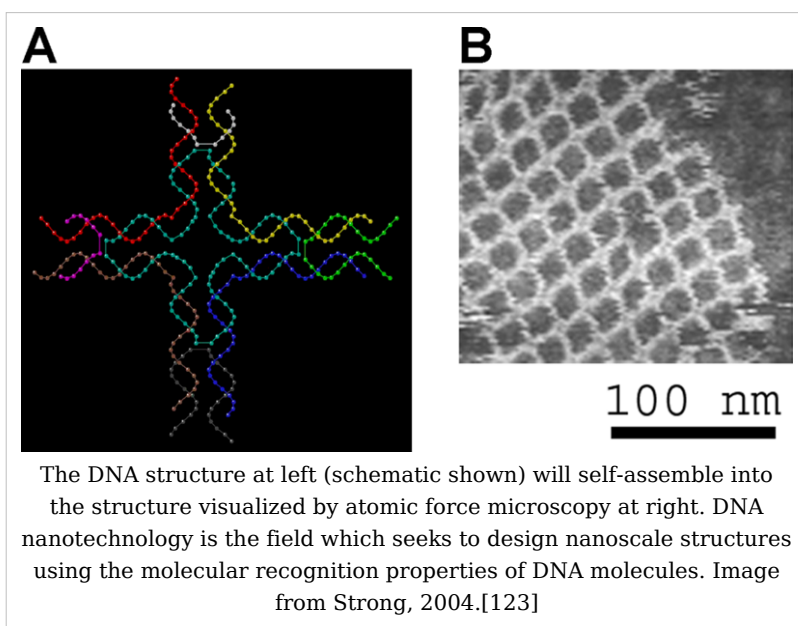 A
B
100 nm
The DNA structure at left (schematic shown) will self-assemble into
the structure visualized by atomic force microscopy at right. DNA
nanotechnology is the field which seeks to design nanoscale structures
using the molecular recognition properties of DNA molecules. Image
from Strong, 2004.[123]